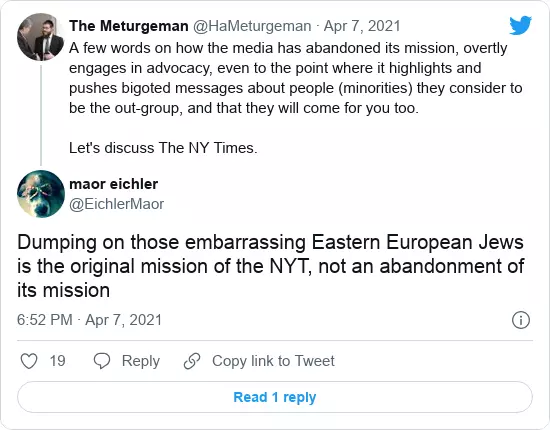 The Meturgeman @HaMeturgeman · Apr 7, 2021
A few words on how the media has abandoned its mission, overtly
engages in advocacy, even to the point where it highlights and
pushes bigoted messages about people (minorities) they consider to
be the out-group, and that they will come for you too.
Let's discuss The NY Times.
maor eichler
@EichlerMaor
Dumping on those embarrassing Eastern European Jews
is the original mission of the NYT, not an abandonment of
its mission
6:52 PM · Apr 7, 2021
19 Reply Copy link to Tweet
Read 1 reply